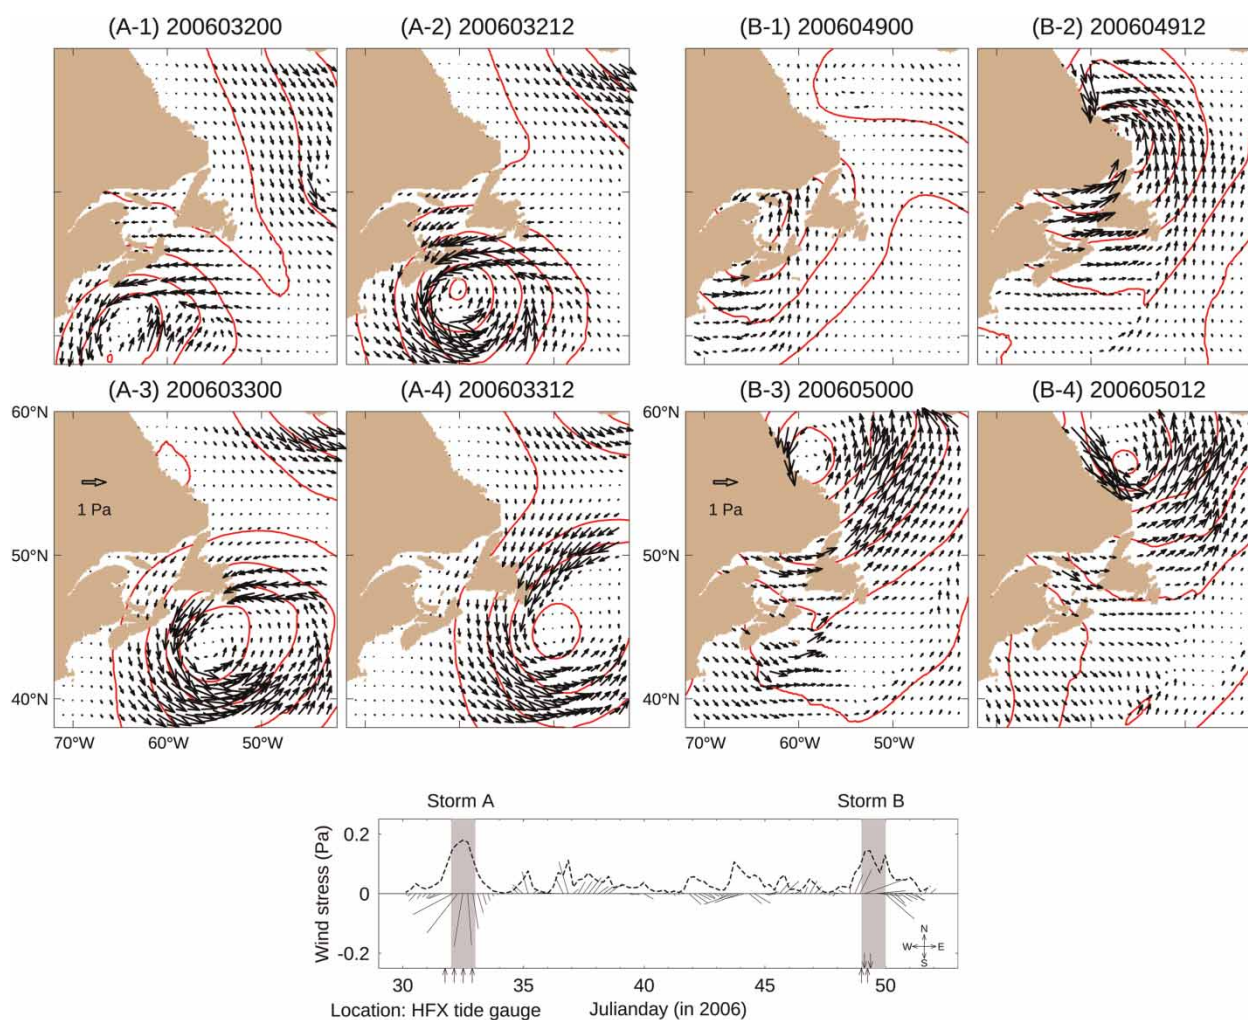 (A-1) 200603200
(A-2) 200603212
(B-1) 200604900
(B-2) 200604912
0
(A-3) 200603300
(A-4) 200603312
(B-3) 200605000
(B-4) 200605012
60°N
1 Pa
1 Pa
50°N
50°N
40°N
40°N
70°W 60°W 50°W
70°W 60°W 50°W
Storm A
Storm B
Wind stress (Pa)
0.2
0
-0.2
N
W E
S
30 35 40 45 50
Location: HFX tide gauge
Julianday (in 2006)